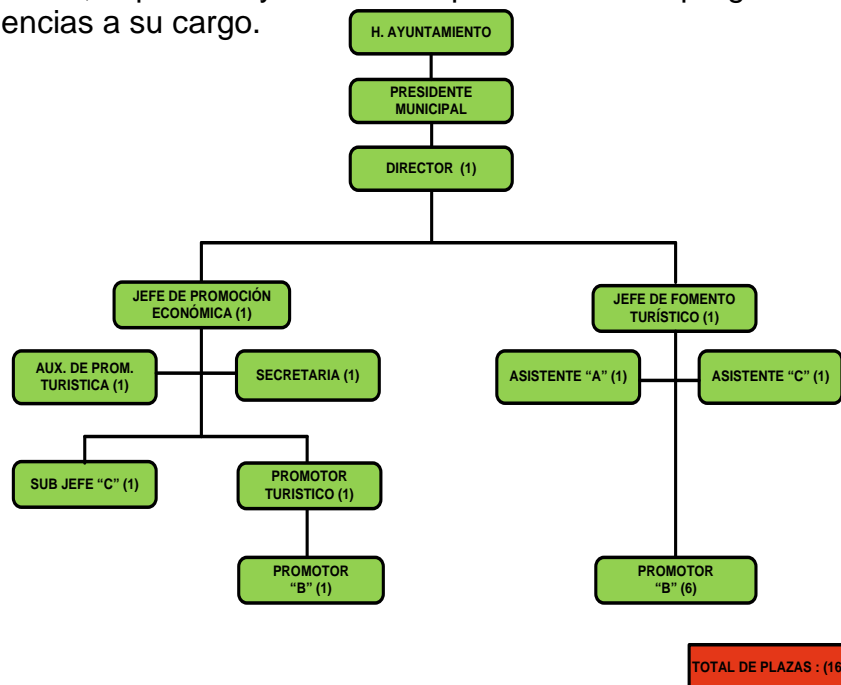 encias a su cargo.
H. AYUNTAMIENTO
PRESIDENTE
MUNICIPAL
DIRECTOR (1)
JEFE DE PROMOCIÓN
ECONÓMICA (1)
JEFE DE FOMENTO
TURÍSTICO (1)
AUX. DE PROM.
TURISTICA (1)
SECRETARIA (1)
ASISTENTE “A” (1)
ASISTENTE “C” (1)
SUB JEFE “C” (1)
PROMOTOR
TURISTICO (1)
PROMOTOR
“B” (1)
PROMOTOR
“B” (6)
TOTAL DE PLAZAS : (16